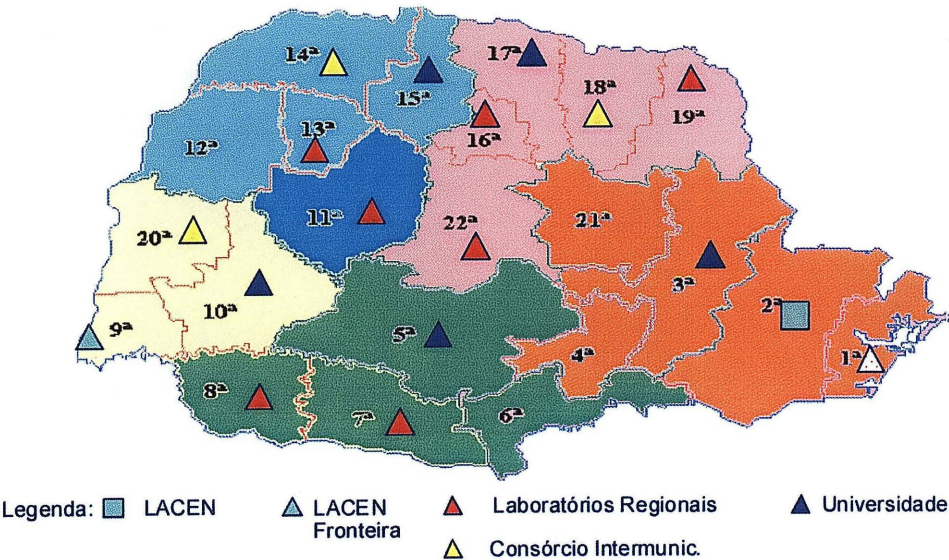 14ª
17ª
15ª
18ª
19ª
12ª
13ª
16ª
11ª
22ª
21ª
20ª
10ª
3ª
2ª
9ª
5ª
4ª
1ª
8ª
7ª
6ª
Legenda: LACEN
LACEN
Fronteira
Laboratórios Regionais
Universidade
Consórcio Intermunic.